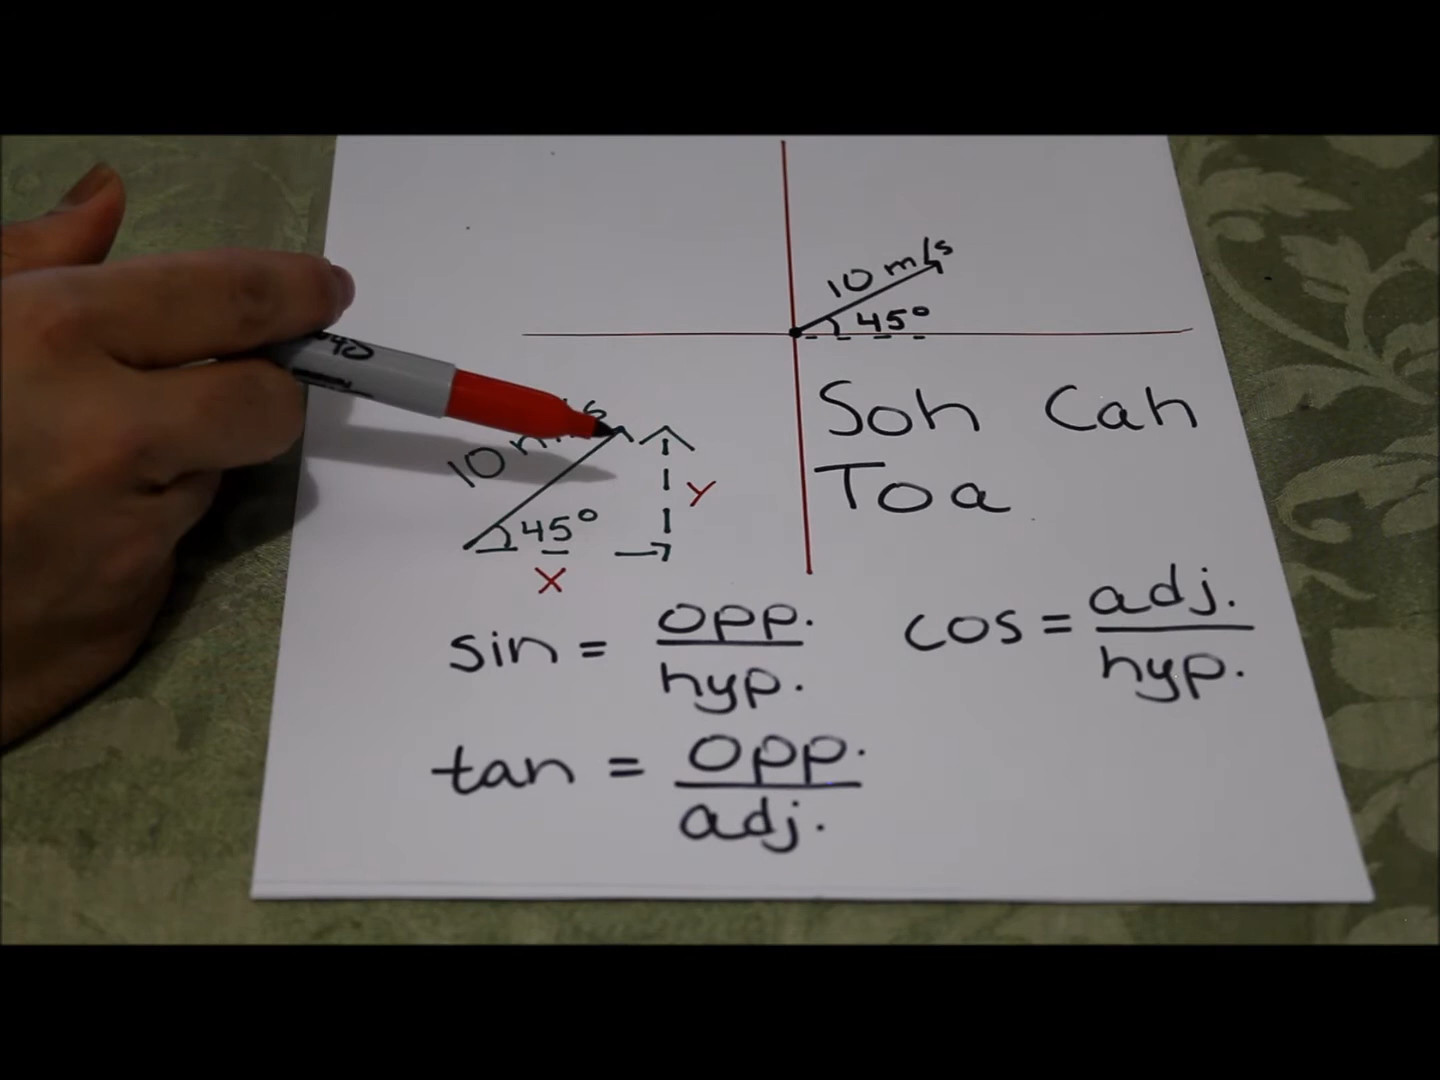 10 m/s
45°
Soh Cah
Toa
10
45°
Y
X
sin = opp.
hyp.
cos = adj.
hyp.
tan = opp.
adj.